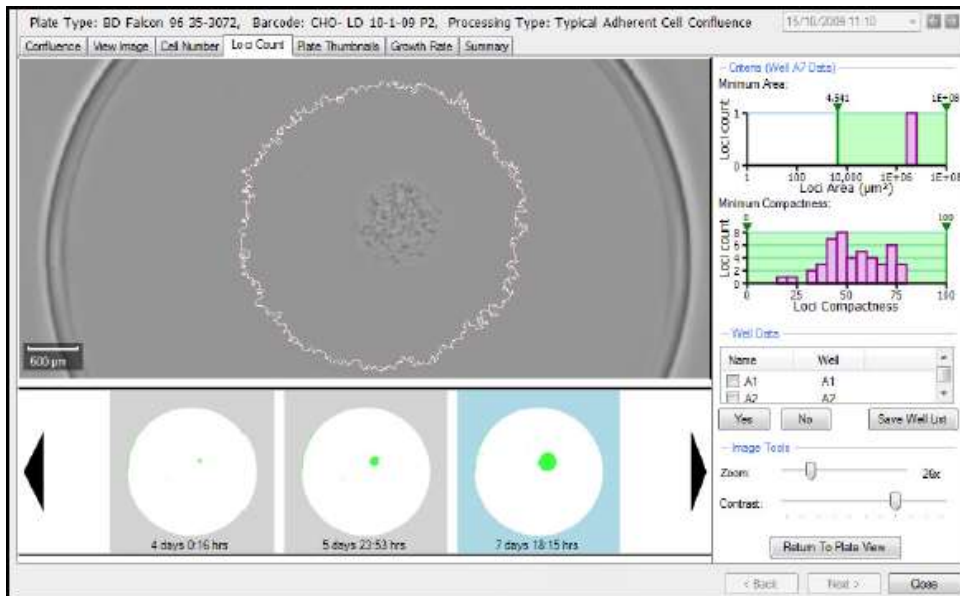 Plate Type: BD Falcon 96 35-3072, Barcode: CHO- LD 10-1-09 P2, Processing Type: Typical Adherent Cell Confluence
15/10/2009 11:10
Confluence View Image Cell Number Loci Count Plate Thumbnails Growth Rate Summary
Criteria (Well A7 Data)
Minimum Area:
4,541 1E+08
Loci count
1
0
1 100 10,000 1E+06 1E+08
Loci Area (µm²)
Minimum Compactness:
0 100
Loci count
8
6
4
2
0
0 25 50 75 100
Loci Compactness
600 µm
Well Data
Name Well
A1 A1
A2 A2
Yes No Save Well List
Image Tools
Zoom: 26x
Contrast:
Return To Plate View
4 days 0:16 hrs 5 days 23:53 hrs 7 days 18:15 hrs
< Back Next > Close